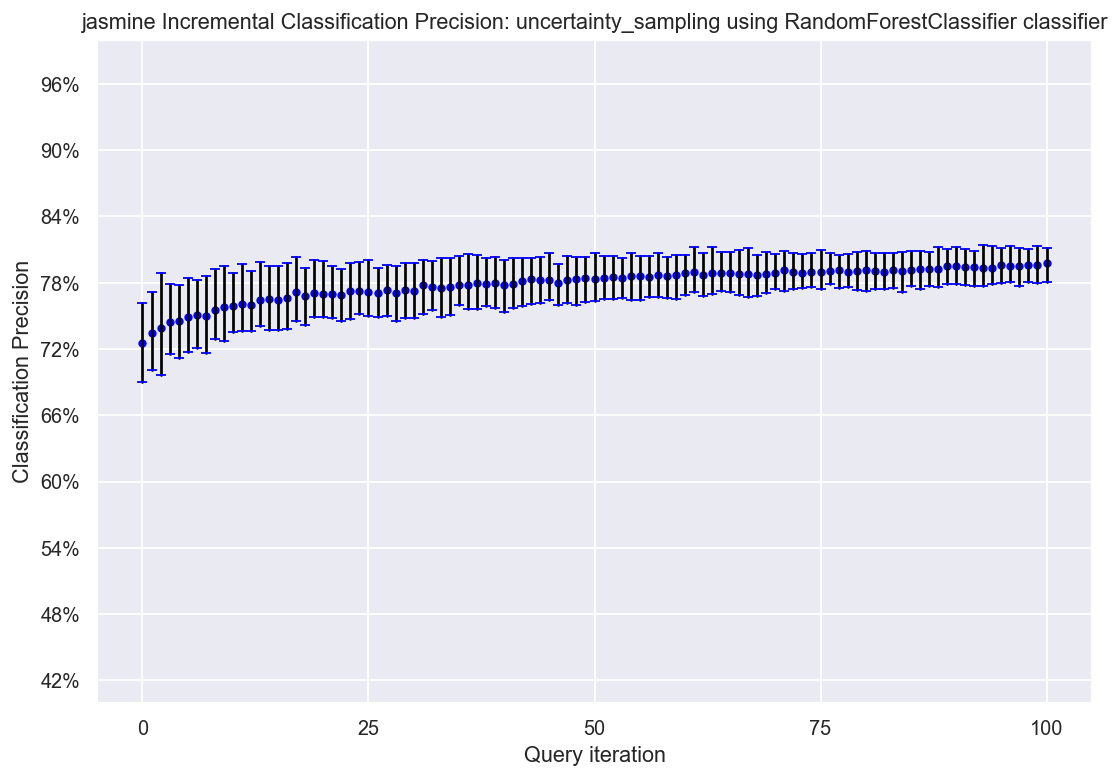 jasmine Incremental Classification Precision: uncertainty_sampling using RandomForestClassifier classifier
96%
90%
84%
78%
72%
66%
60%
54%
48%
42%
Classification Precision
0 25 50 75 100
Query iteration